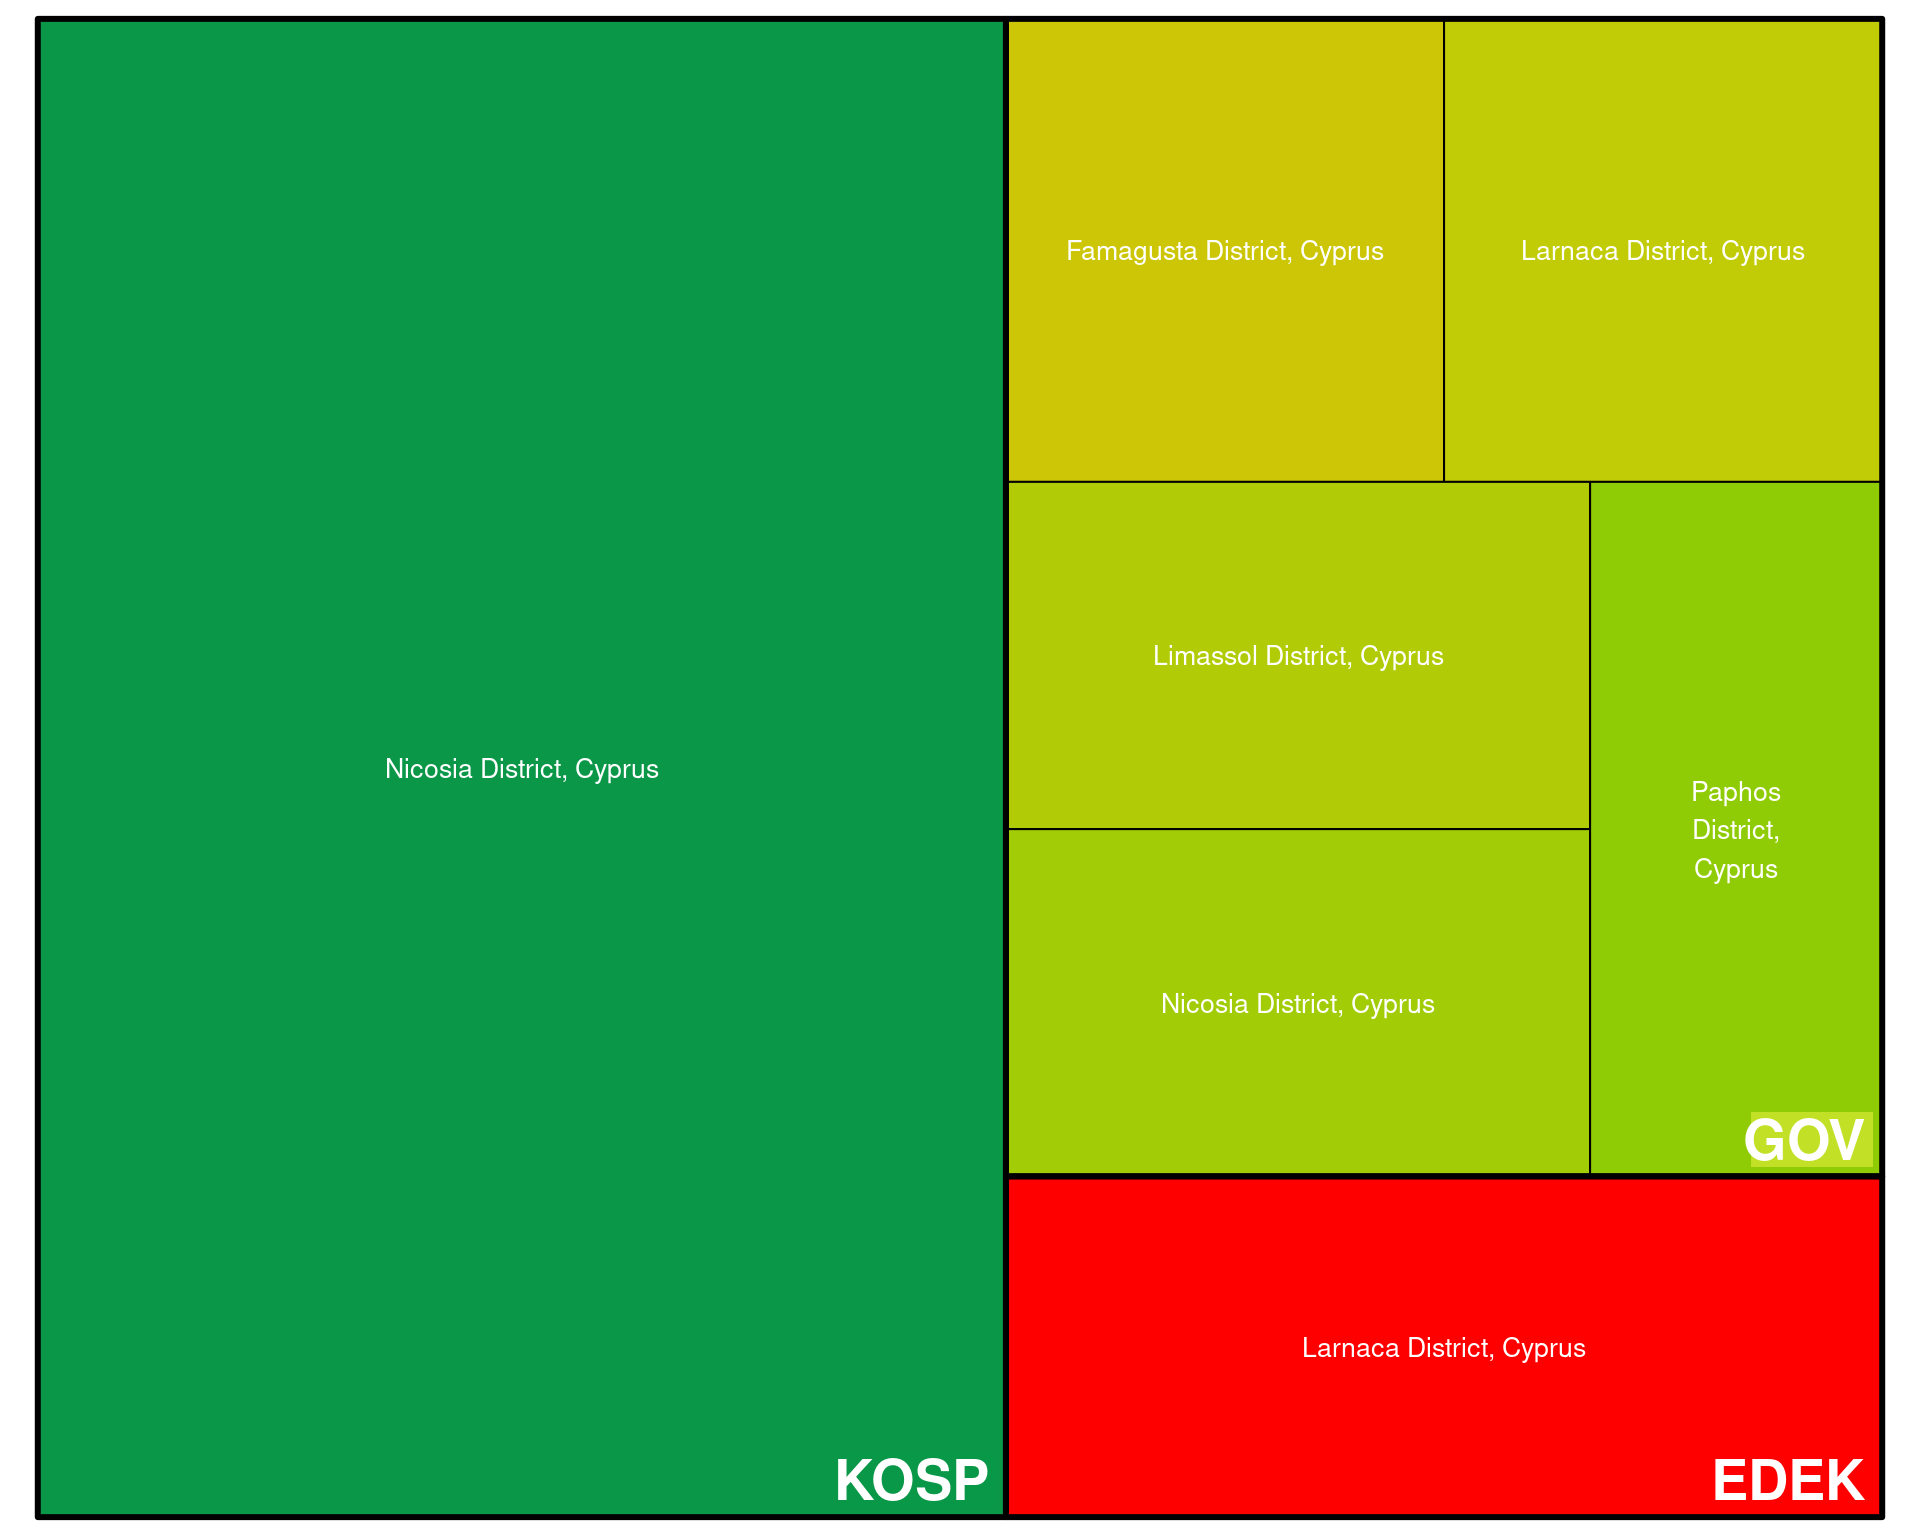 Nicosia District, Cyprus
KOSP
Famagusta District, Cyprus
Larnaca District, Cyprus
Limassol District, Cyprus
Nicosia District, Cyprus
Paphos
District,
Cyprus
GOV
Larnaca District, Cyprus
EDEK